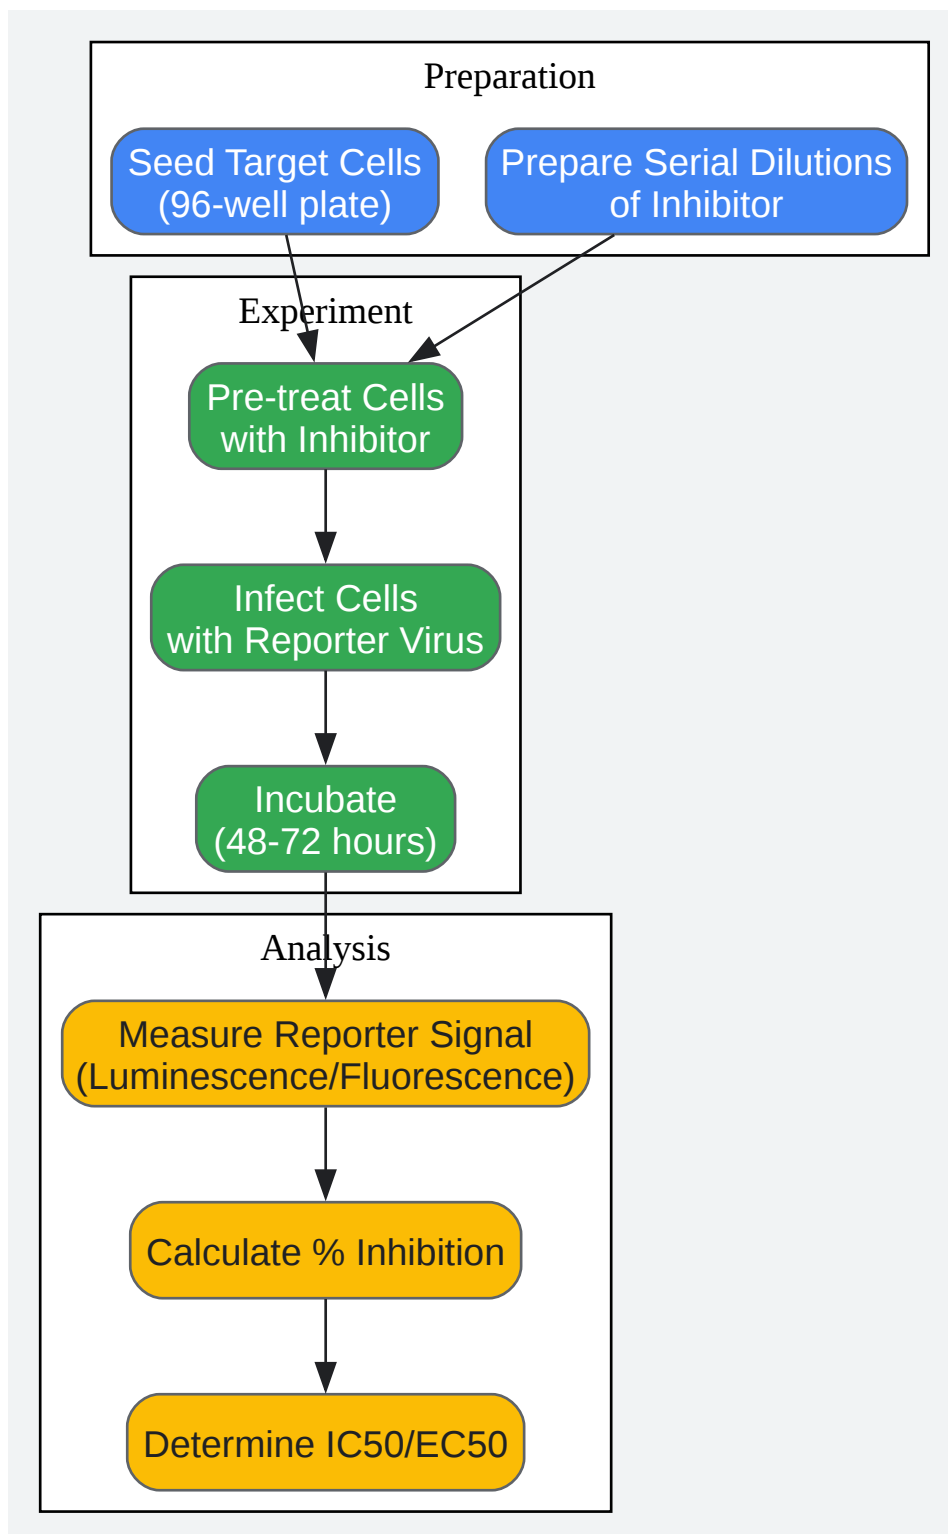 Preparation
Seed Target Cells
(96-well plate)
Prepare Serial Dilutions
of Inhibitor
Experiment
Pre-treat Cells
with Inhibitor
Infect Cells
with Reporter Virus
Incubate
(48-72 hours)
Analysis
Measure Reporter Signal
(Luminescence/Fluorescence)
Calculate % Inhibition
Determine IC50/EC50